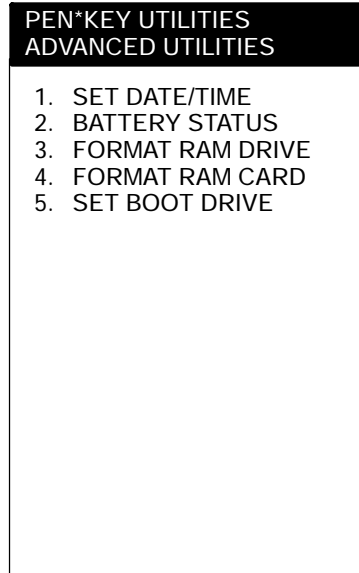 PEN*KEY UTILITIES
ADVANCED UTILITIES
1. SET DATE/TIME
2. BATTERY STATUS
3. FORMAT RAM DRIVE
4. FORMAT RAM CARD
5. SET BOOT DRIVE